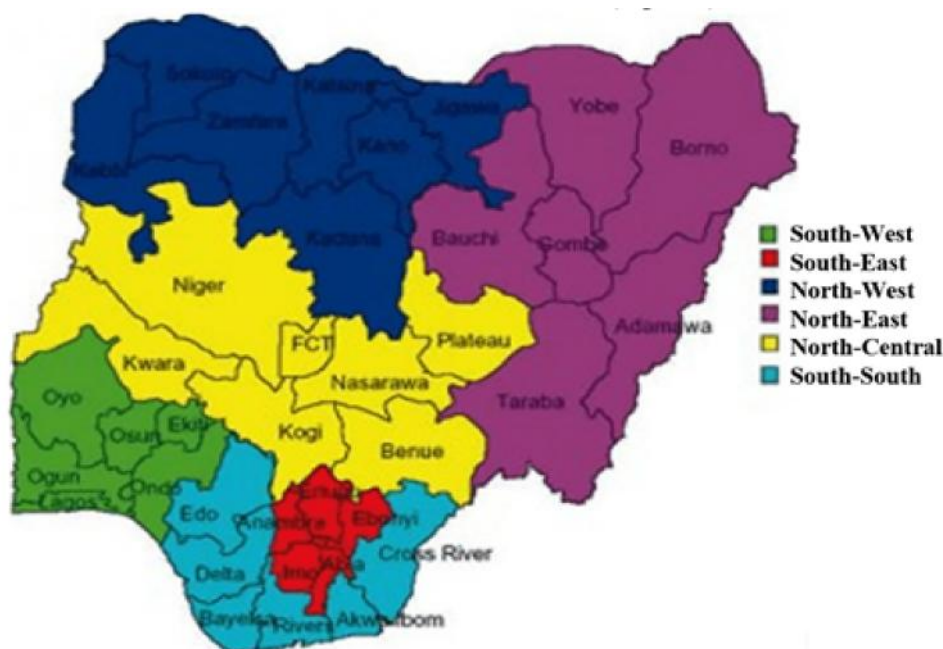 Sokoto
Katsina
Jigawa
Yobe
Zamfara
Kano
Borno
Kebbi
Kaduna
Bauchi
Gombe
Niger
Adamawa
FCT
Plateau
Kwara
Nasarawa
Taraba
Oyo
Osun
Ekiti
Kogi
Benue
Ogun
Ondo
Lagos
Edo
Anambra
Enugu
Ebonyi
Cross River
Delta
Imo
Abia
Bayelsa
Rivers
Akwa Ibom
South-West
South-East
North-West
North-East
North-Central
South-South